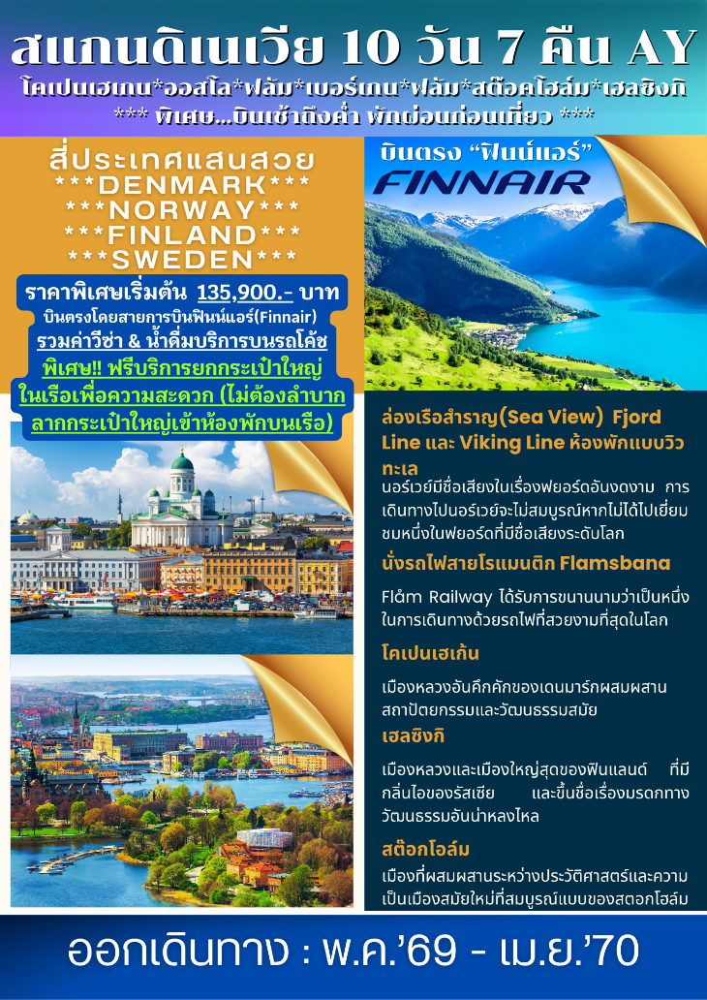 สแกนดิเนเวีย 10 วัน 7 คืน AY
โคเปนเฮเกน*ออสโล*ฟลัม*เบอร์เกน*ฟลัม*สต๊อคโฮล์ม*เฮลซิงกิ
*** พิเศษ...บินเช้าถึงค่ำ พักผ่อนก่อนเที่ยว ***
สี่ประเทศแสนสวย
***DENMARK***
***NORWAY***
***FINLAND***
***SWEDEN***
ราคาพิเศษเริ่มต้น 135,900.- บาท
บินตรงโดยสายการบินฟินน์แอร์(Finnair)
รวมค่าวีซ่า & น้ำดื่มบริการบนรถโค้ช
พิเศษ!! ฟรีบริการยกกระเป๋าใหญ่
ในเรือเพื่อความสะดวก (ไม่ต้องลำบาก
ลากกระเป๋าใหญ่เข้าห้องพักบนเรือ)
บินตรง “ฟินน์แอร์”
FINNAIR
ล่องเรือสำราญ(Sea View) Fjord
Line และ Viking Line ห้องพักแบบวิว
ทะเล
นอร์เวย์มีชื่อเสียงในเรื่องฟยอร์ดอันงดงาม การ
เดินทางไปนอร์เวย์จะไม่สมบูรณ์หากไม่ได้ไปเยี่ยม
ชมหนึ่งในฟยอร์ดที่มีชื่อเสียงระดับโลก
นั่งรถไฟสายโรแมนติก Flamsbana
Flåm Railway ได้รับการขนานนามว่าเป็นหนึ่ง
ในการเดินทางด้วยรถไฟที่สวยงามที่สุดในโลก
โคเปนเฮเก้น
เมืองหลวงอันคึกคักของเดนมาร์กผสมผสาน
สถาปัตยกรรมและวัฒนธรรมสมัย
เฮลซิงกิ
เมืองหลวงและเมืองใหญ่สุดของฟินแลนด์ ที่มี
กลิ่นไอของรัสเซีย และขึ้นชื่อเรื่องมรดกทาง
วัฒนธรรมอันน่าหลงไหล
สต๊อกโอล์ม
เมืองที่ผสมผสานระหว่างประวัติศาสตร์และความ
เป็นเมืองสมัยใหม่ที่สมบูรณ์แบบของสตอกโฮล์ม
ออกเดินทาง : พ.ค.’69 - เม.ย.’70